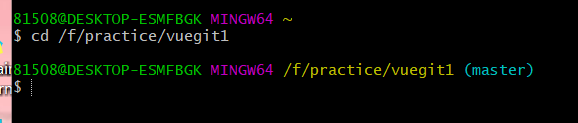 81508@DESKTOP-ESMFBGK MINGW64 ~
$ cd /f/practice/vuegit1
81508@DESKTOP-ESMFBGK MINGW64 /f/practice/vuegit1 (master)
$